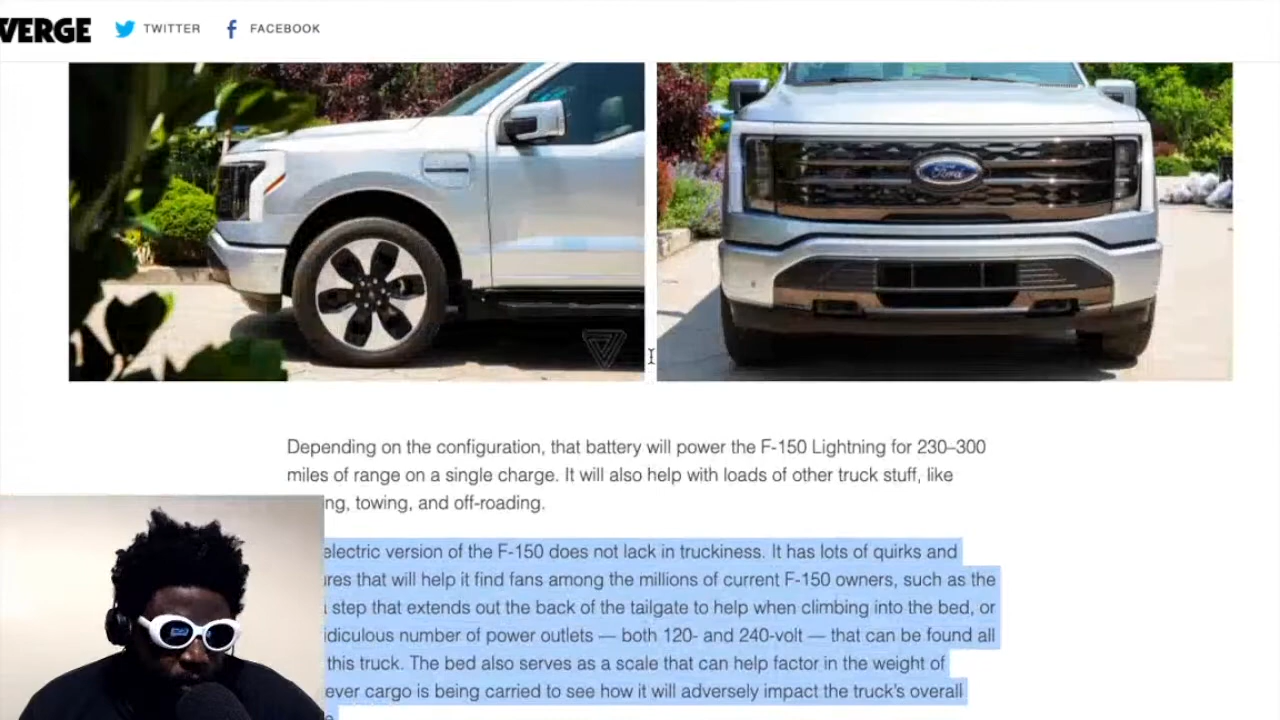 VERGE
TWITTER
FACEBOOK
Ford
Depending on the configuration, that battery will power the F-150 Lightning for 230–300
miles of range on a single charge. It will also help with loads of other truck stuff, like
ng, towing, and off-roading.
electric version of the F-150 does not lack in truckiness. It has lots of quirks and
res that will help it find fans among the millions of current F-150 owners, such as the
step that extends out the back of the tailgate to help when climbing into the bed, or
idiculous number of power outlets — both 120- and 240-volt — that can be found all
this truck. The bed also serves as a scale that can help factor in the weight of
ever cargo is being carried to see how it will adversely impact the truck's overall